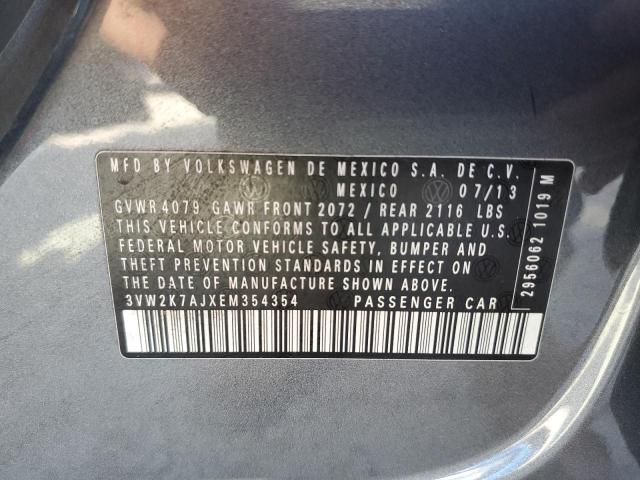 MFD BY VOLKSWAGEN DE MEXICO S.A. DE C.V.
MEXICO 07/13
GVWR 4079 GAWR FRONT 2072 / REAR 2116 LBS
THIS VEHICLE CONFORMS TO ALL APPLICABLE U.S.
FEDERAL MOTOR VEHICLE SAFETY, BUMPER AND
THEFT PREVENTION STANDARDS IN EFFECT ON
THE DATE OF MANUFACTURE SHOWN ABOVE.
3VW2K7AJXEM354354 PASSENGER CAR
2956062 1019 M